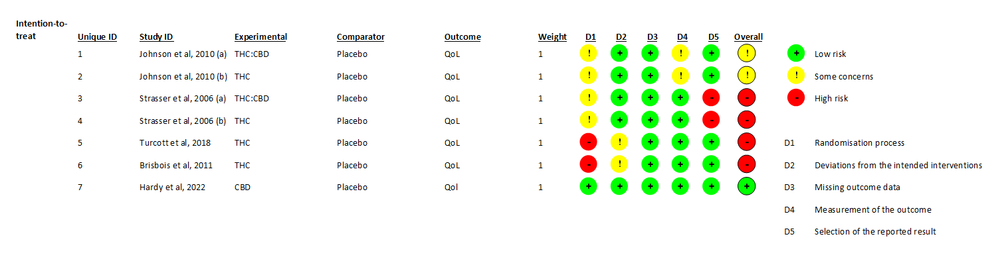 Intention-to-
treat
Unique ID Study ID Experimental Comparator Outcome Weight D1 D2 D3 D4 D5 Overall
1 Johnson et al, 2010 (a) THC:CBD Placebo QoL 1 ! + + ! + ! + Low risk
2 Johnson et al, 2010 (b) THC Placebo QoL 1 ! + + ! + ! ! Some concerns
3 Strasser et al, 2006 (a) THC:CBD Placebo QoL 1 ! + + + - - - High risk
4 Strasser et al, 2006 (b) THC Placebo QoL 1 ! + + + - -
5 Turcott et al, 2018 THC Placebo QoL 1 - ! + + + - D1 Randomisation process
6 Brisbois et al, 2011 THC Placebo QoL 1 - ! + + + - D2 Deviations from the intended interventions
7 Hardy et al, 2022 CBD Placebo Qol 1 + + + + + + D3 Missing outcome data
D4 Measurement of the outcome
D5 Selection of the reported result